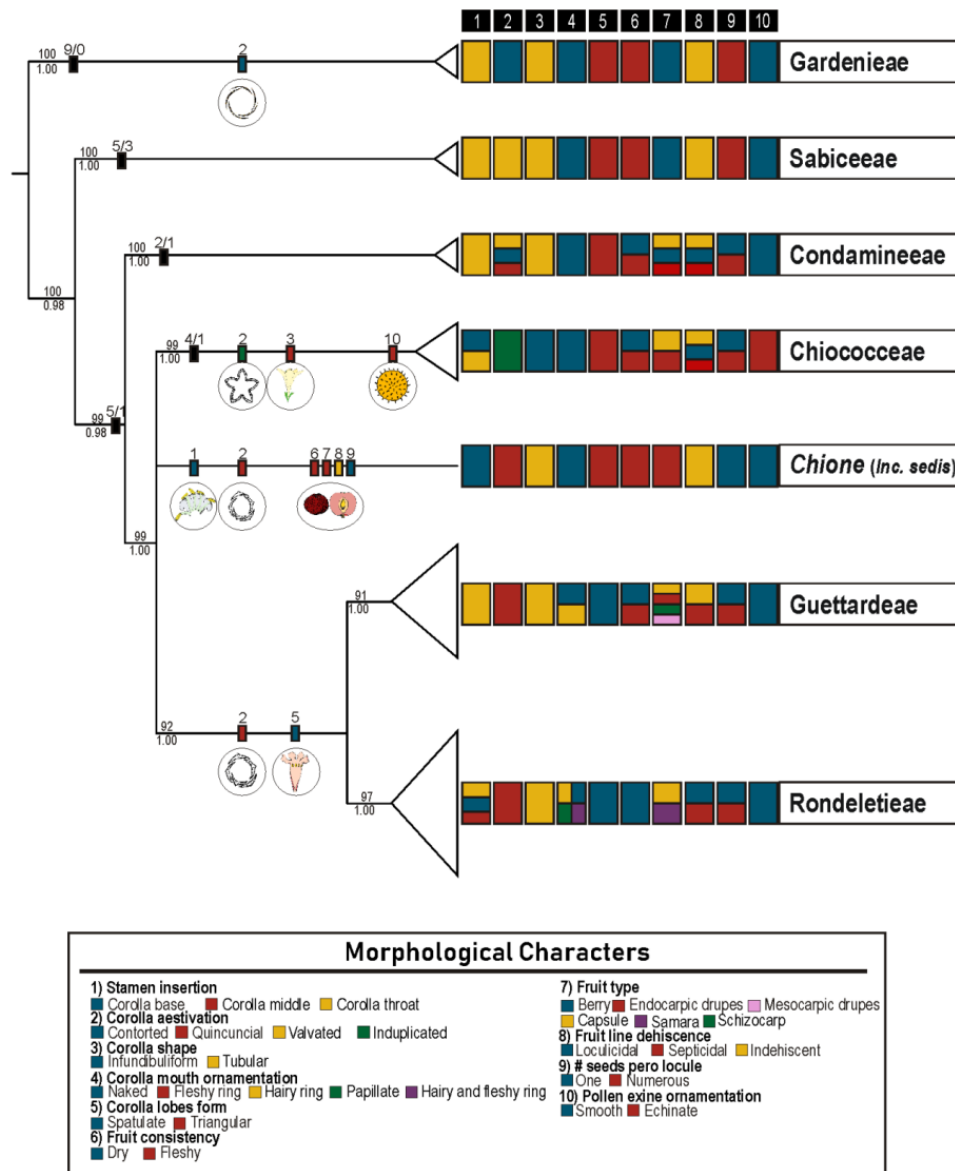 1 2 3 4 5 6 7 8 9 10
100 9/0 2
1.00
Gardenieae
100 5/3
1.00
Sabiceeae
100 2/1
1.00
Condamineeae
100
0.98
99 4/1 2 3 10
1.00
Chiococceae
99 5/1
0.98
1 2 6 7 8 9
Chione (Inc. sedis)
99
1.00
91
1.00
Guettardeae
92 2 5
1.00
97
1.00
Rondeletieae
Morphological Characters
1) Stamen insertion
Corolla base Corolla middle Corolla throat
2) Corolla aestivation
Contorted Quincuncial Valvated Induplicated
3) Corolla shape
Infundibuliform Tubular
4) Corolla mouth ornamentation
Naked Fleshy ring Hairy ring Papillate Hairy and fleshy ring
5) Corolla lobes form
Spatulate Triangular
6) Fruit consistency
Dry Fleshy
7) Fruit type
Berry Endocarpic drupes Mesocarpic drupes
Capsule Samara Schizocarp
8) Fruit line dehiscence
Loculicidal Septicidal Indehiscent
9) # seeds pero locule
One Numerous
10) Pollen exine ornamentation
Smooth Echinate